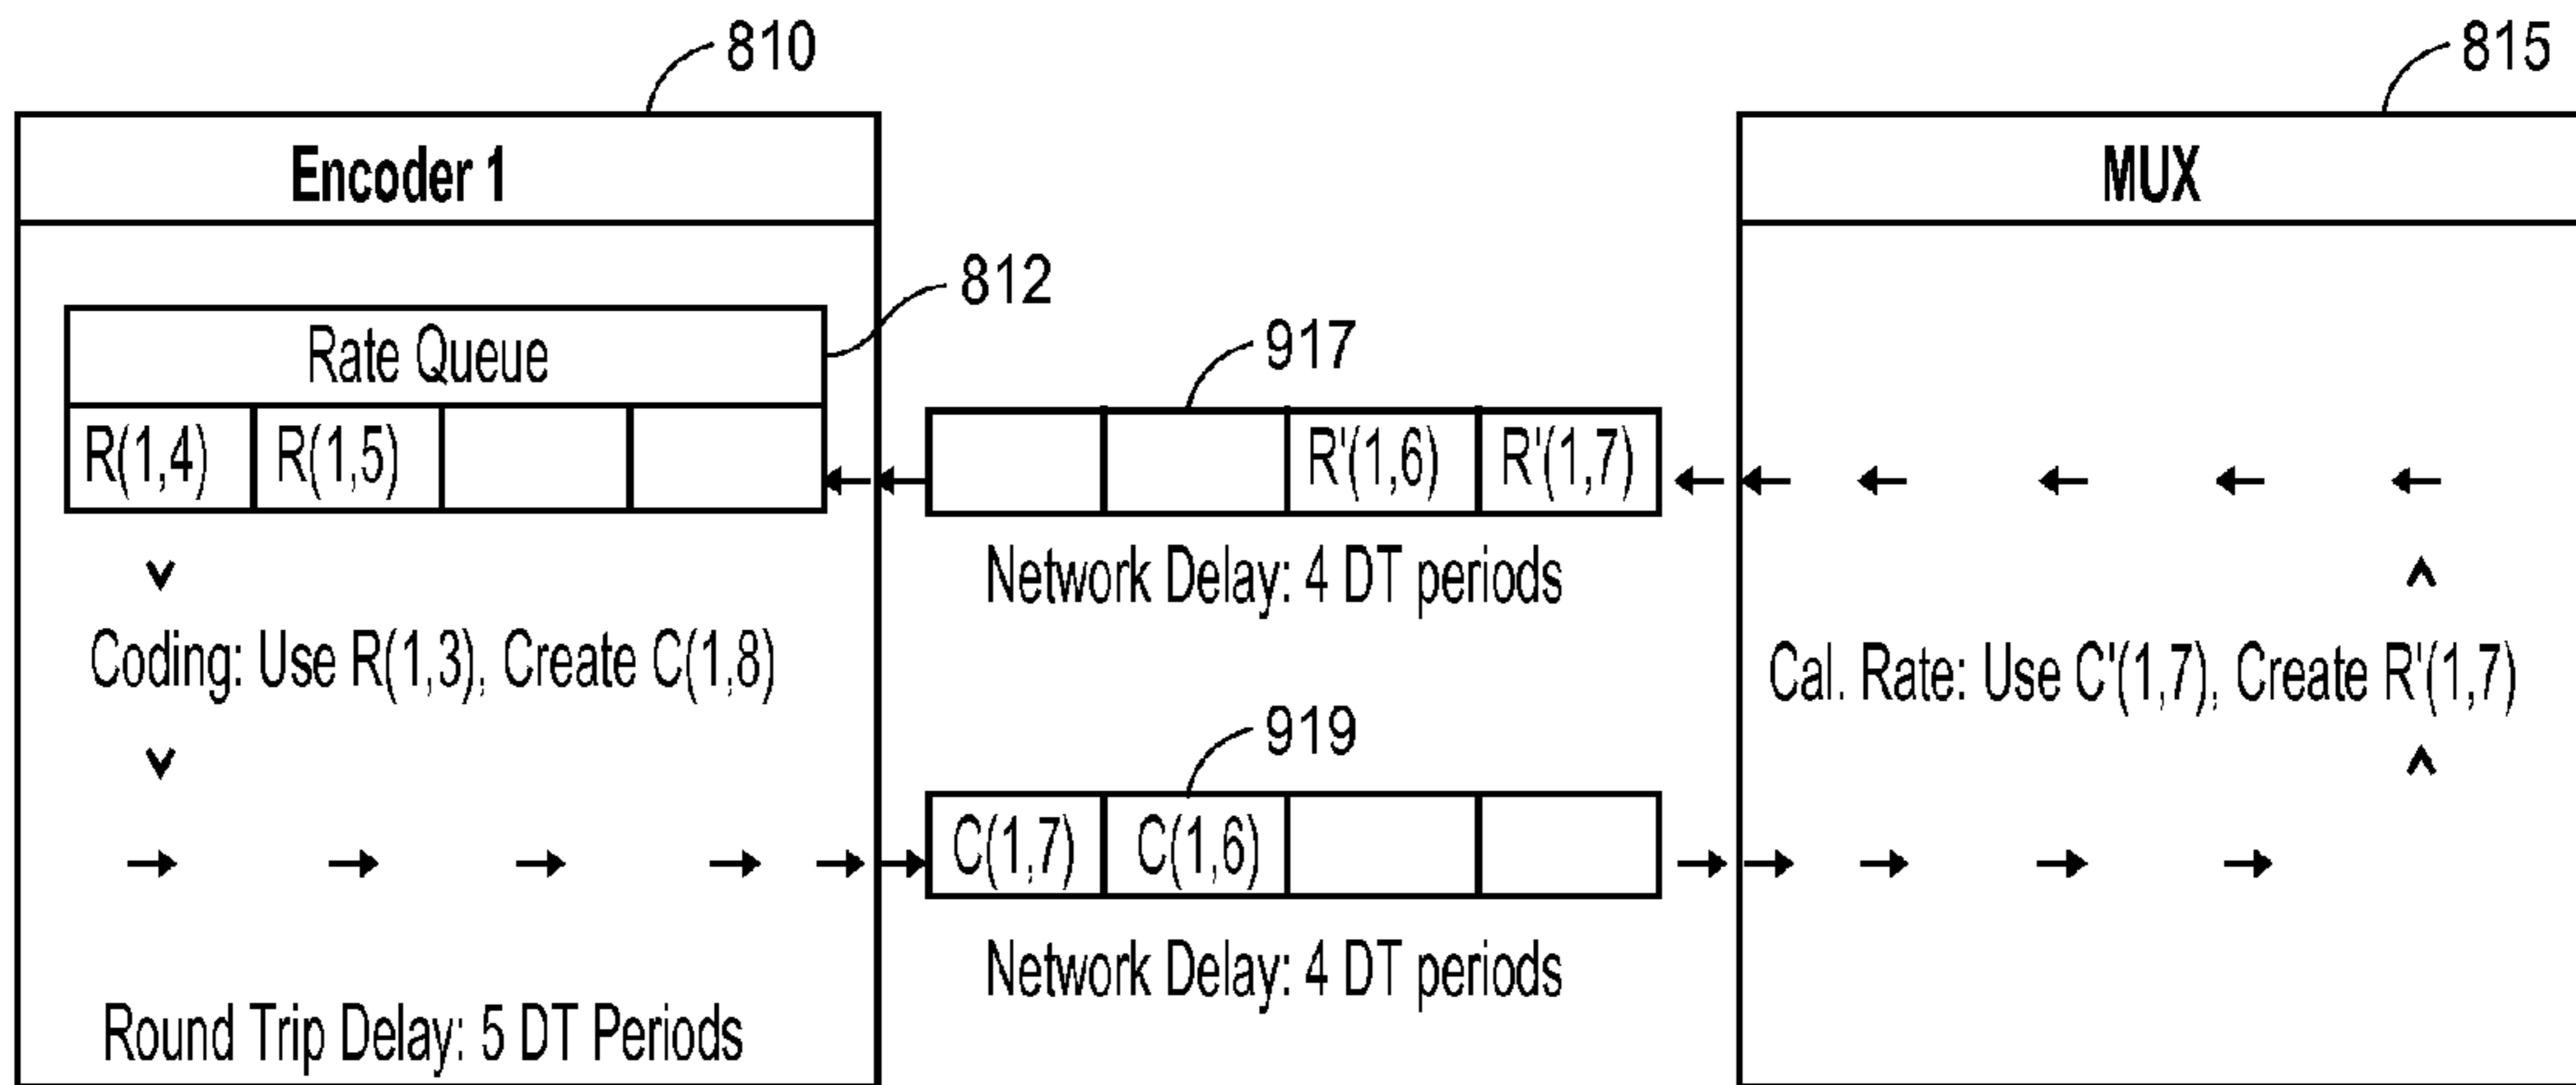 810
815
Encoder 1
MUX
812
Rate Queue
917
R(1,4) R(1,5)
R'(1,6) R'(1,7)
Network Delay: 4 DT periods
Coding: Use R(1,3), Create C(1,8)
Cal. Rate: Use C'(1,7), Create R'(1,7)
919
C(1,7) C(1,6)
Network Delay: 4 DT periods
Round Trip Delay: 5 DT Periods